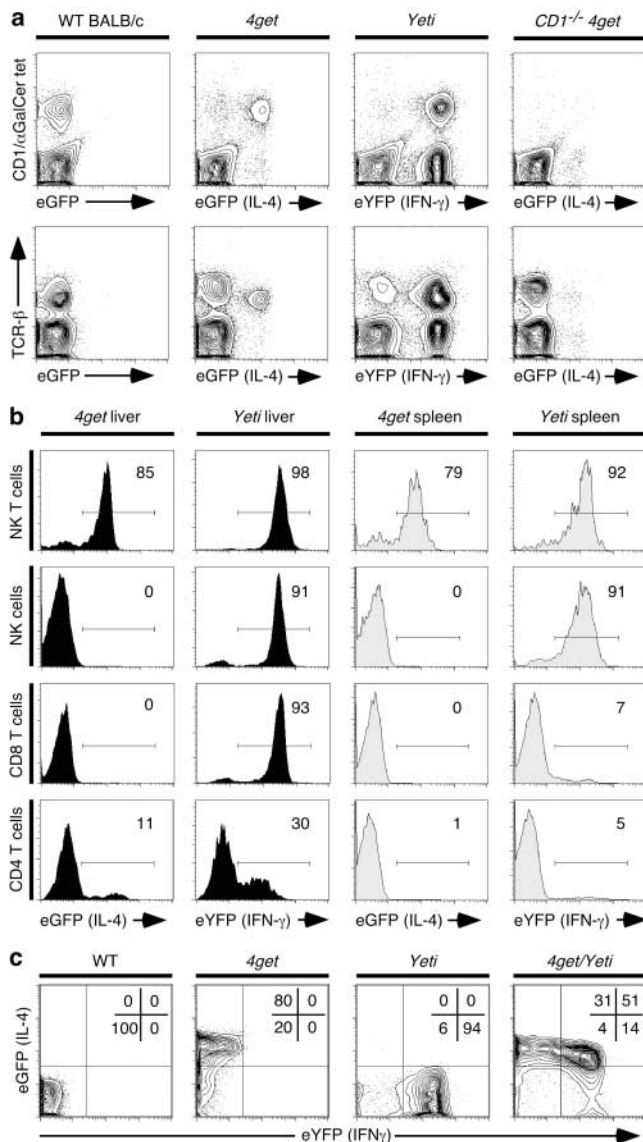 a
WT BALB/c 4get Yeti CD1-/- 4get
CD1/αGalCer tet
eGFP eGFP (IL-4) eYFP (IFN-γ) eGFP (IL-4)
TCR-β
eGFP eGFP (IL-4) eYFP (IFN-γ) eGFP (IL-4)
b
4get liver Yeti liver 4get spleen Yeti spleen
NK T cells 85 98 79 92
NK cells 0 91 0 91
CD8 T cells 0 93 0 7
CD4 T cells 11 30 1 5
eGFP (IL-4) eYFP (IFN-γ) eGFP (IL-4) eYFP (IFN-γ)
c
WT 4get Yeti 4get/Yeti
eGFP (IL-4)
0 0 80 0 0 0 31 51
100 0 20 0 6 94 4 14
eYFP (IFNγ)